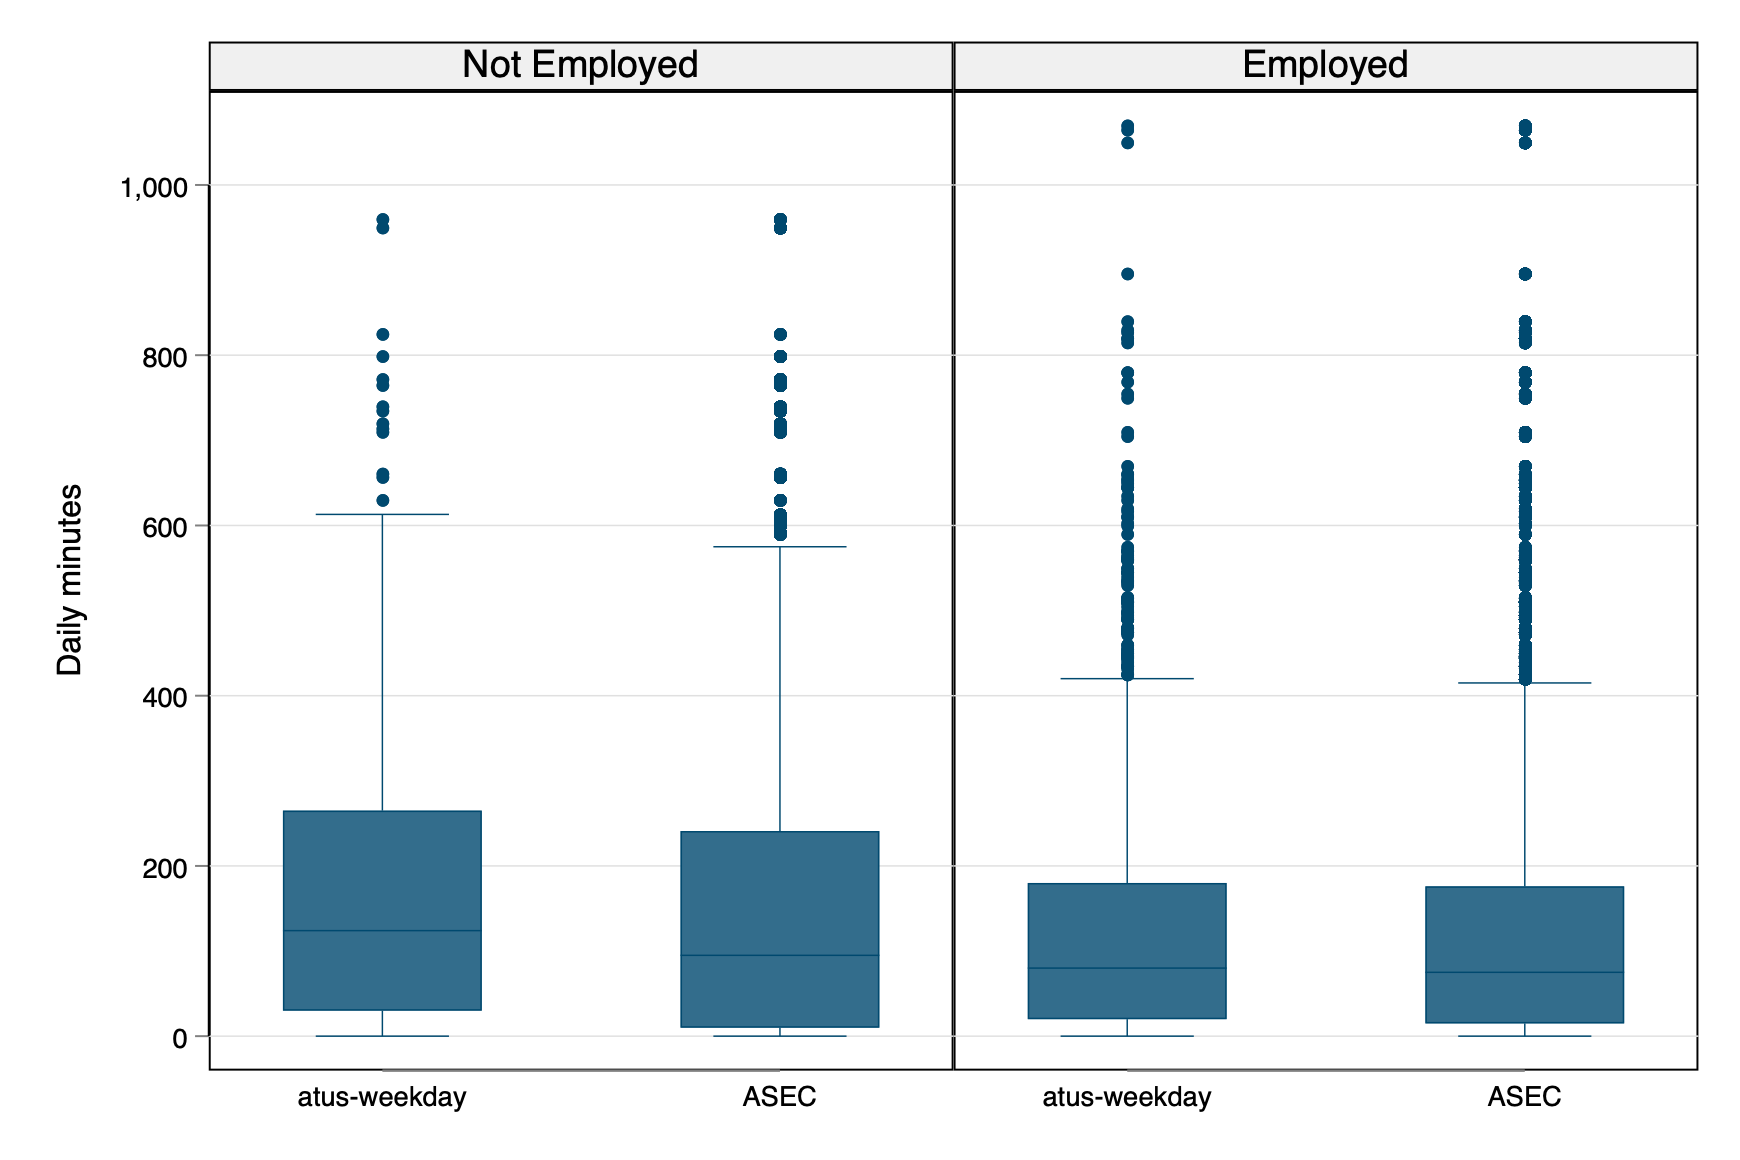 Not Employed
Employed
Daily minutes
1,000
800
600
400
200
0
atus-weekday
ASEC
atus-weekday
ASEC